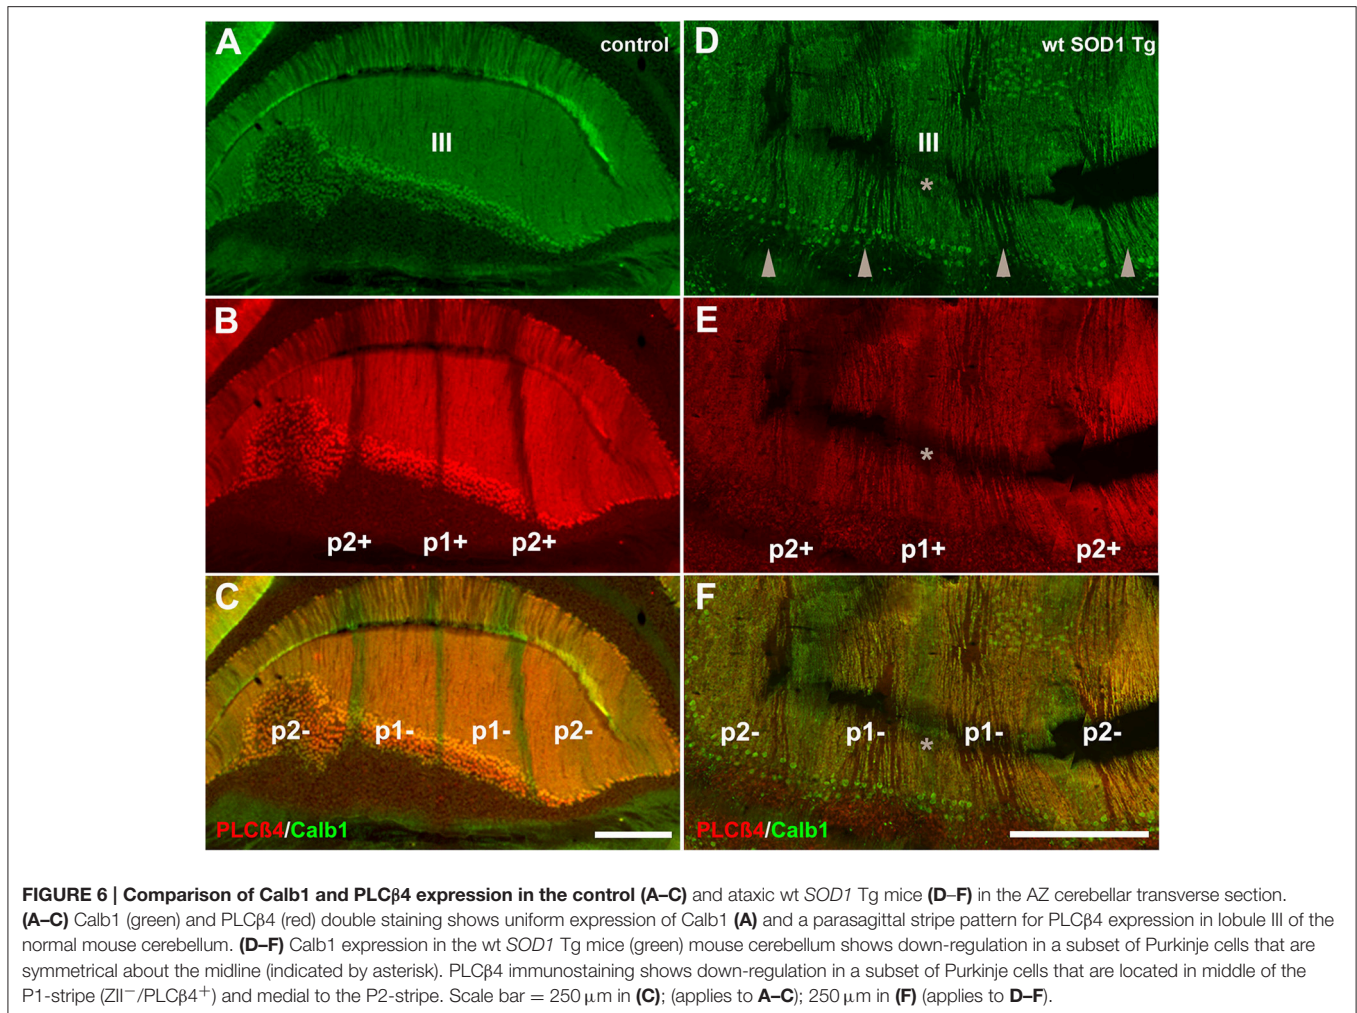 A
control
III
D
wt SOD1 Tg
III
*
B
p2+ p1+ p2+
E
*
p2+ p1+ p2+
C
p2- p1- p1- p2-
PLCß4/Calb1
F
p2- p1- * p1- p2-
PLCß4/Calb1
FIGURE 6 | Comparison of Calb1 and PLCβ4 expression in the control (A–C) and ataxic wt SOD1 Tg mice (D–F) in the AZ cerebellar transverse section.
(A–C) Calb1 (green) and PLCβ4 (red) double staining shows uniform expression of Calb1 (A) and a parasagittal stripe pattern for PLCβ4 expression in lobule III of the
normal mouse cerebellum. (D–F) Calb1 expression in the wt SOD1 Tg mice (green) mouse cerebellum shows down-regulation in a subset of Purkinje cells that are
symmetrical about the midline (indicated by asterisk). PLCβ4 immunostaining shows down-regulation in a subset of Purkinje cells that are located in middle of the
P1-stripe (ZII−/PLCβ4+) and medial to the P2-stripe. Scale bar = 250 μm in (C); (applies to A–C); 250 μm in (F) (applies to D–F).